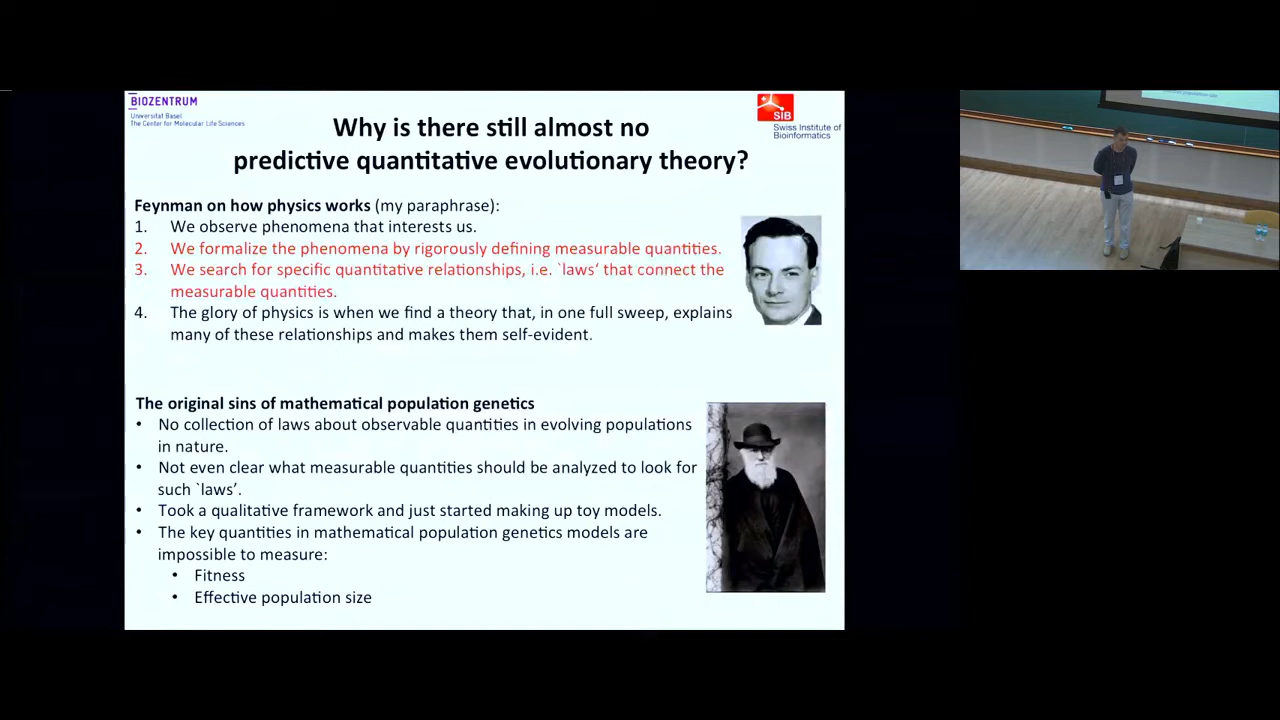 BIOZENTRUM
Universität Basel
The Center for Molecular Life Sciences
SIB
Swiss Institute of
Bioinformatics
Why is there still almost no
predictive quantitative evolutionary theory?
Feynman on how physics works (my paraphrase):
1. We observe phenomena that interests us.
2. We formalize the phenomena by rigorously defining measurable quantities.
3. We search for specific quantitative relationships, i.e. `laws' that connect the
measurable quantities.
4. The glory of physics is when we find a theory that, in one full sweep, explains
many of these relationships and makes them self-evident.
The original sins of mathematical population genetics
• No collection of laws about observable quantities in evolving populations
in nature.
• Not even clear what measurable quantities should be analyzed to look for
such `laws'.
• Took a qualitative framework and just started making up toy models.
• The key quantities in mathematical population genetics models are
impossible to measure:
• Fitness
• Effective population size